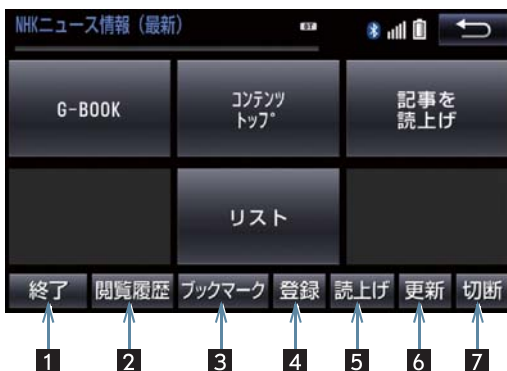 NHKニュース情報（最新）
BT
G-BOOK
コンテンツ
トップ
記事を
読上げ
リスト
終了 閲覧履歴 ブックマーク 登録 読上げ 更新 切断
1 2 3 4 5 6 7